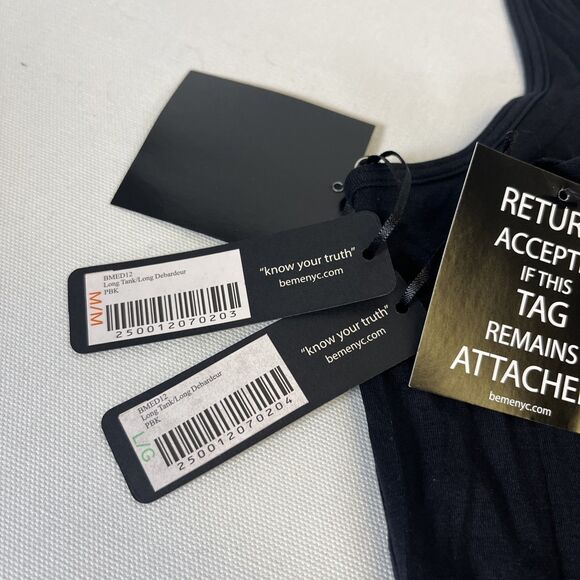 BMED12
Long Tank/Long Debardeur
PBK
M/M
250012070203
"know your truth"
bemenyc.com
BMED12
Long Tank/Long Debardeur
PBK
L/G
250012070204
"know your truth"
bemenyc.com
RETUR
ACCEPT
IF THIS
TAG
REMAINS
ATTACHE
bemenyc.com